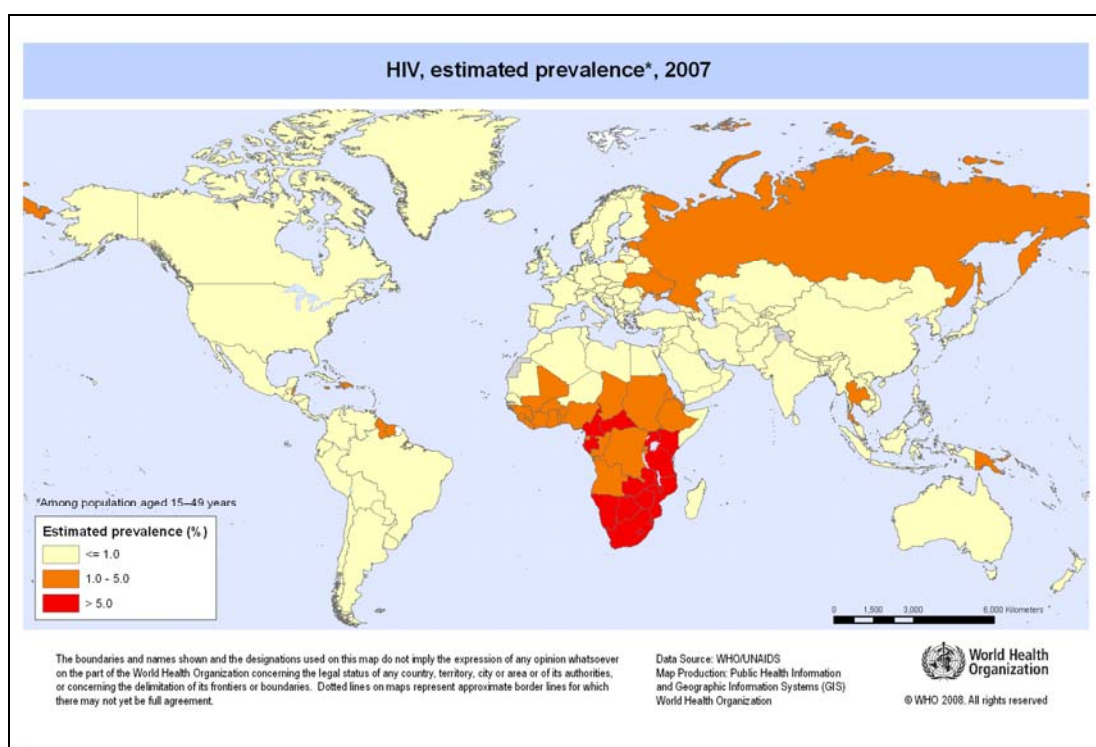 HIV, estimated prevalence*, 2007
*Among population aged 15–49 years
Estimated prevalence (%)
<= 1.0
1.0 - 5.0
> 5.0
0 1,500 3,000 6,000 Kilometers
The boundaries and names shown and the designations used on this map do not imply the expression of any opinion whatsoever
on the part of the World Health Organization concerning the legal status of any country, territory, city or area or of its authorities,
or concerning the delimitation of its frontiers or boundaries. Dotted lines on maps represent approximate border lines for which
there may not yet be full agreement.
Data Source: WHO/UNAIDS
Map Production: Public Health Information
and Geographic Information Systems (GIS)
World Health Organization
World Health
Organization
© WHO 2008. All rights reserved